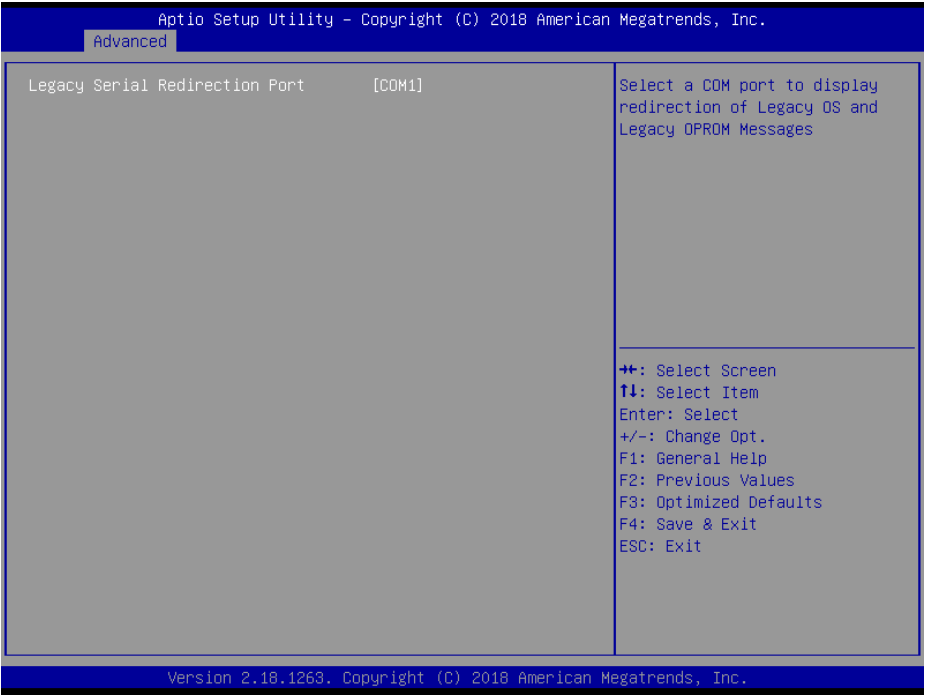 Aptio Setup Utility – Copyright (C) 2018 American Megatrends, Inc.
Advanced
Legacy Serial Redirection Port [COM1]
Select a COM port to display
redirection of Legacy OS and
Legacy OPROM Messages
→←: Select Screen
↑↓: Select Item
Enter: Select
+/-: Change Opt.
F1: General Help
F2: Previous Values
F3: Optimized Defaults
F4: Save & Exit
ESC: Exit
Version 2.18.1263. Copyright (C) 2018 American Megatrends, Inc.